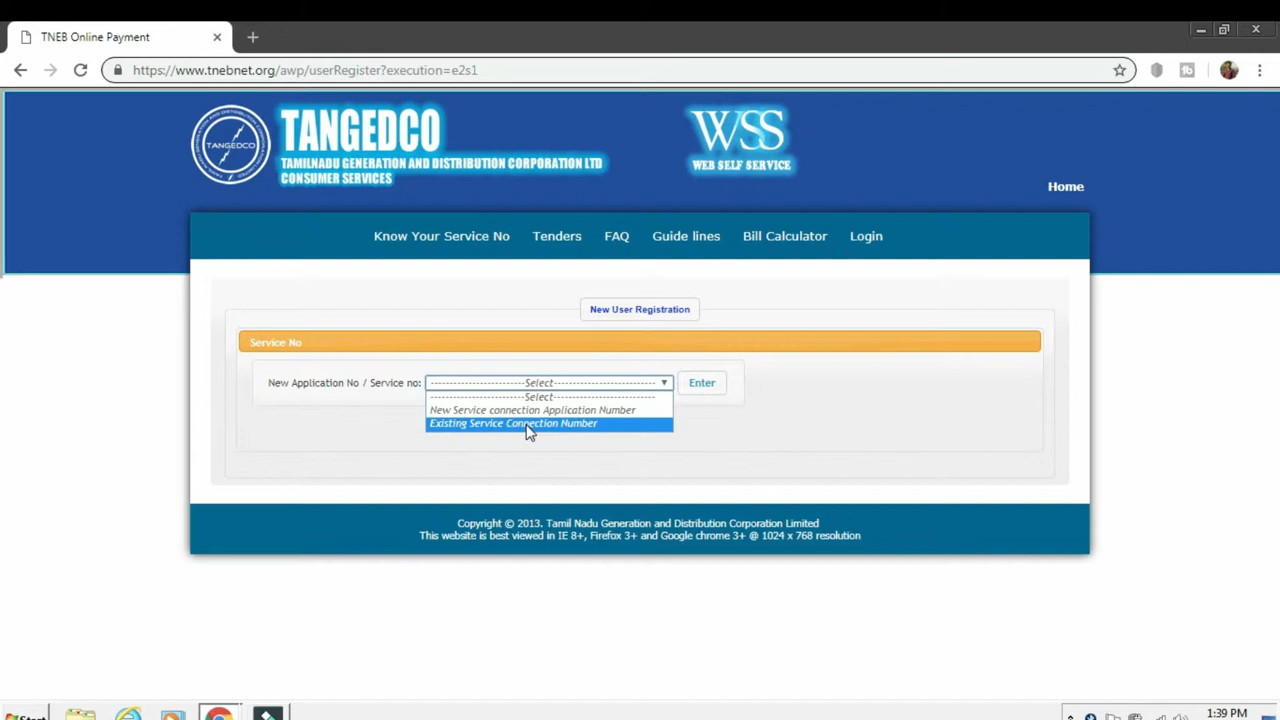 TNEB Online Payment
https://www.tnebnet.org/awp/userRegister?execution=e2s1
TANGEDCO
TANGEDCO
TAMILNADU GENERATION AND DISTRIBUTION CORPORATION LTD
CONSUMER SERVICES
WSS
WEB SELF SERVICE
Home
Know Your Service No Tenders FAQ Guide lines Bill Calculator Login
New User Registration
Service No
New Application No / Service no: -------------------------Select--------------------------- Enter
-------------------------Select---------------------------
New Service connection Application Number
Existing Service Connection Number
Copyright © 2013. Tamil Nadu Generation and Distribution Corporation Limited
This website is best viewed in IE 8+, Firefox 3+ and Google chrome 3+ @ 1024 x 768 resolution
Start
1:39 PM